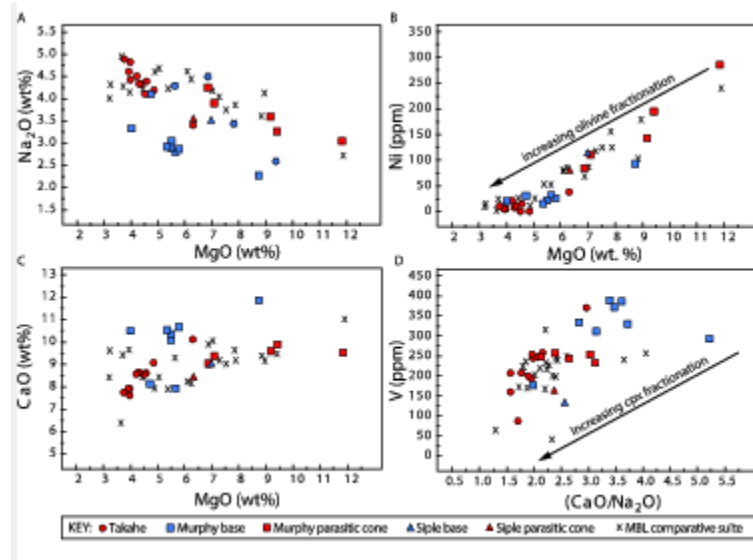 A
B
5.5
5.0
4.5
4.0
3.5
3.0
2.5
2.0
1.5
Na2O (wt%)
2 3 4 5 6 7 8 9 10 11 12
MgO (wt%)
350
300
250
200
150
100
50
0
Ni (ppm)
increasing olivine fractionation
2 3 4 5 6 7 8 9 10 11 12
MgO (wt. %)
C
D
13
12
11
10
9
8
7
6
5
CaO (wt%)
2 3 4 5 6 7 8 9 10 11 12
MgO (wt%)
450
400
350
300
250
200
150
100
50
0
V (ppm)
increasing cpx fractionation
1.0 1.5 2.0 2.5 3.0 3.5 4.0 4.5 5.0 5.5
(CaO/Na2O)
KEY: Takahe Murphy base Murphy parasitic cone Siple base Siple parasitic cone MBL comparative suite